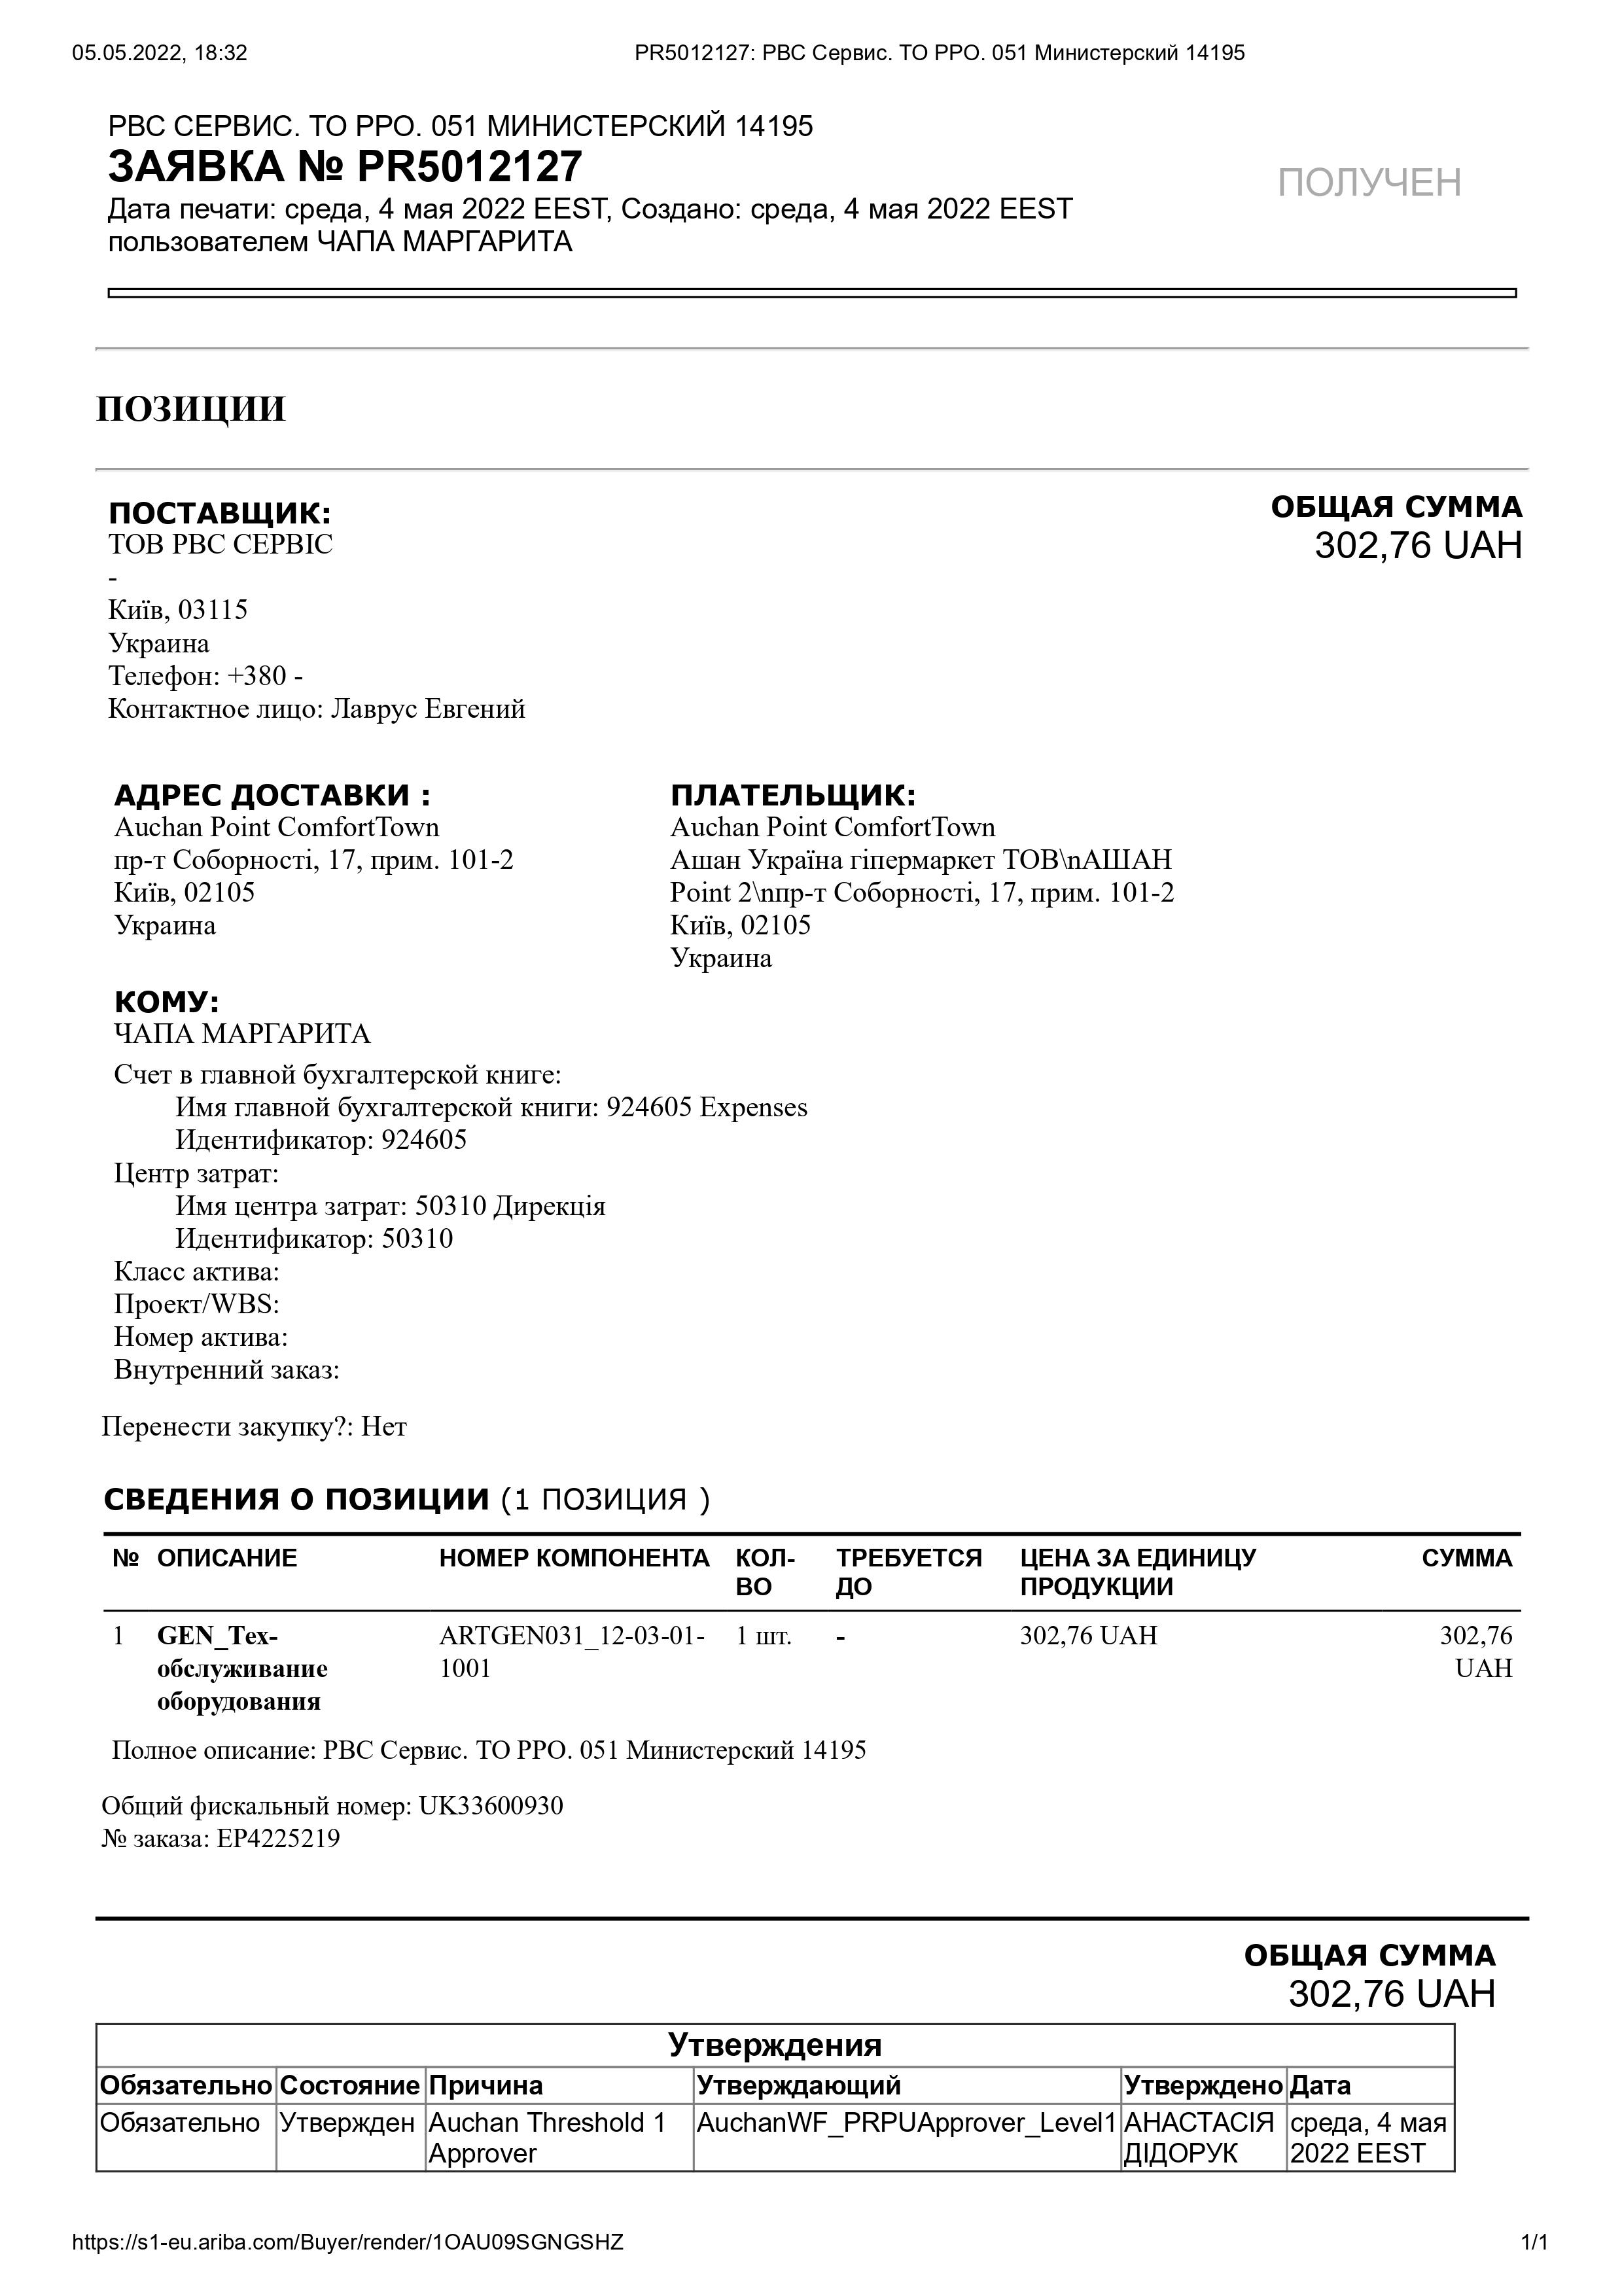 05.05.2022, 18:32
PR5012127: РВС Сервис. ТО РРО. 051 Министерский 14195
РВС СЕРВИС. ТО РРО. 051 МИНИСТЕРСКИЙ 14195
ЗАЯВКА № PR5012127
ПОЛУЧЕН
Дата печати: среда, 4 мая 2022 EEST, Создано: среда, 4 мая 2022 EEST
пользователем ЧАПА МАРГАРИТА
ПОЗИЦИИ
ПОСТАВЩИК:
ТОВ РВС СЕРВІС
-
Київ, 03115
Украина
Телефон: +380 -
Контактное лицо: Лаврус Евгений
ОБЩАЯ СУММА
302,76 UAH
АДРЕС ДОСТАВКИ :
Auchan Point ComfortTown
пр-т Соборності, 17, прим. 101-2
Київ, 02105
Украина
ПЛАТЕЛЬЩИК:
Auchan Point ComfortTown
Ашан Україна гіпермаркет ТОВ\nАШАН
Point 2\nпр-т Соборності, 17, прим. 101-2
Київ, 02105
Украина
КОМУ:
ЧАПА МАРГАРИТА
Счет в главной бухгалтерской книге:
Имя главной бухгалтерской книги: 924605 Expenses
Идентификатор: 924605
Центр затрат:
Имя центра затрат: 50310 Дирекція
Идентификатор: 50310
Класс актива:
Проект/WBS:
Номер актива:
Внутренний заказ:
Перенести закупку?: Нет
СВЕДЕНИЯ О ПОЗИЦИИ (1 ПОЗИЦИЯ )
№ ОПИСАНИЕ НОМЕР КОМПОНЕНТА КОЛ- ТРЕБУЕТСЯ ЦЕНА ЗА ЕДИНИЦУ СУММА
ВО ДО ПРОДУКЦИИ
1 GEN_Тех- ARTGEN031_12-03-01- 1 шт. - 302,76 UAH 302,76
обслуживание 1001 UAH
оборудования
Полное описание: РВС Сервис. ТО РРО. 051 Министерский 14195
Общий фискальный номер: UK33600930
№ заказа: EP4225219
ОБЩАЯ СУММА
302,76 UAH
Утверждения
Обязательно Состояние Причина Утверждающий Утверждено Дата
Обязательно Утвержден Auchan Threshold 1 AuchanWF_PRPUApprover_Level1 АНАСТАСІЯ среда, 4 мая
Approver ДІДОРУК 2022 EEST
https://s1-eu.ariba.com/Buyer/render/1OAU09SGNGSHZ
1/1